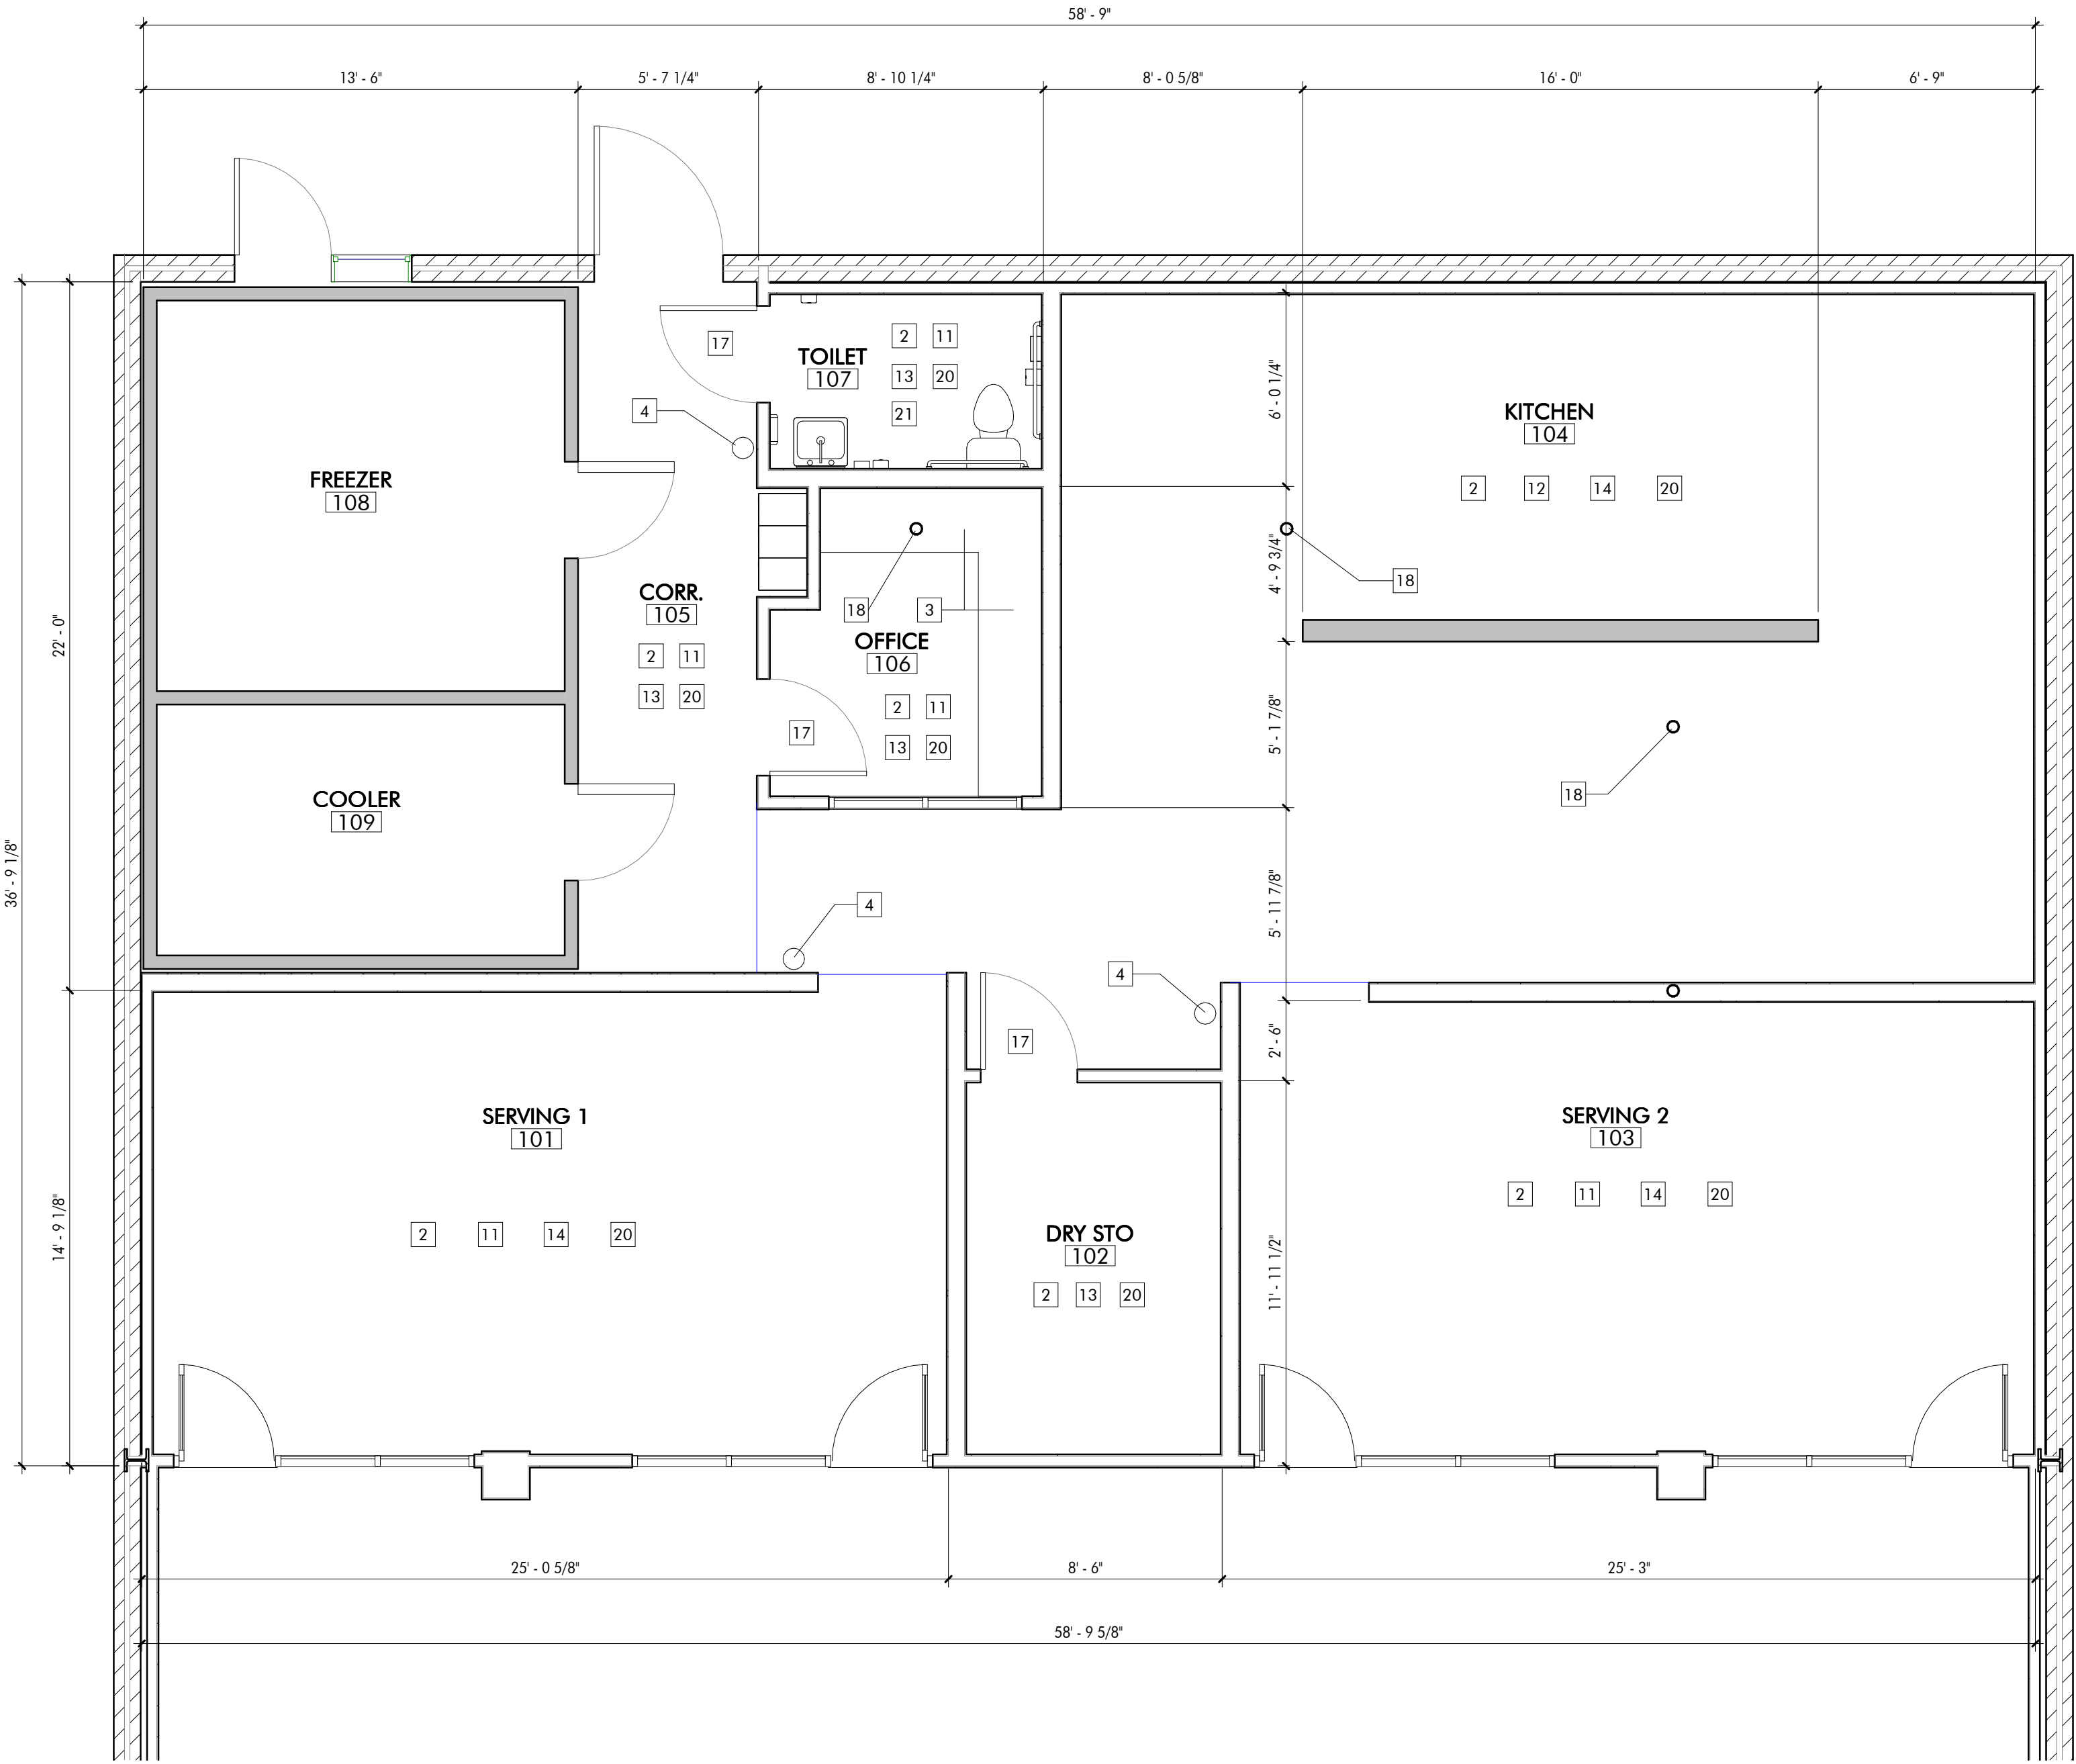 58' - 9"
13' - 6"
5' - 7 1/4"
8' - 10 1/4"
8' - 0 5/8"
16' - 0"
6' - 9"
17
TOILET
107
2 11
13 20
21
4
6' - 0 1/4"
KITCHEN
104
2 12 14 20
FREEZER
108
CORR.
105
2 11
13 20
18
3
OFFICE
106
2 11
13 20
17
4' - 9 3/4"
18
22' - 0"
5' - 1 7/8"
18
COOLER
109
36' - 9 1/8"
4
5' - 11 7/8"
4
17
2' - 6"
SERVING 1
101
2 11 14 20
SERVING 2
103
2 11 14 20
14' - 9 1/8"
DRY STO
102
2 13 20
11' - 11 1/2"
25' - 0 5/8"
8' - 6"
25' - 3"
58' - 9 5/8"